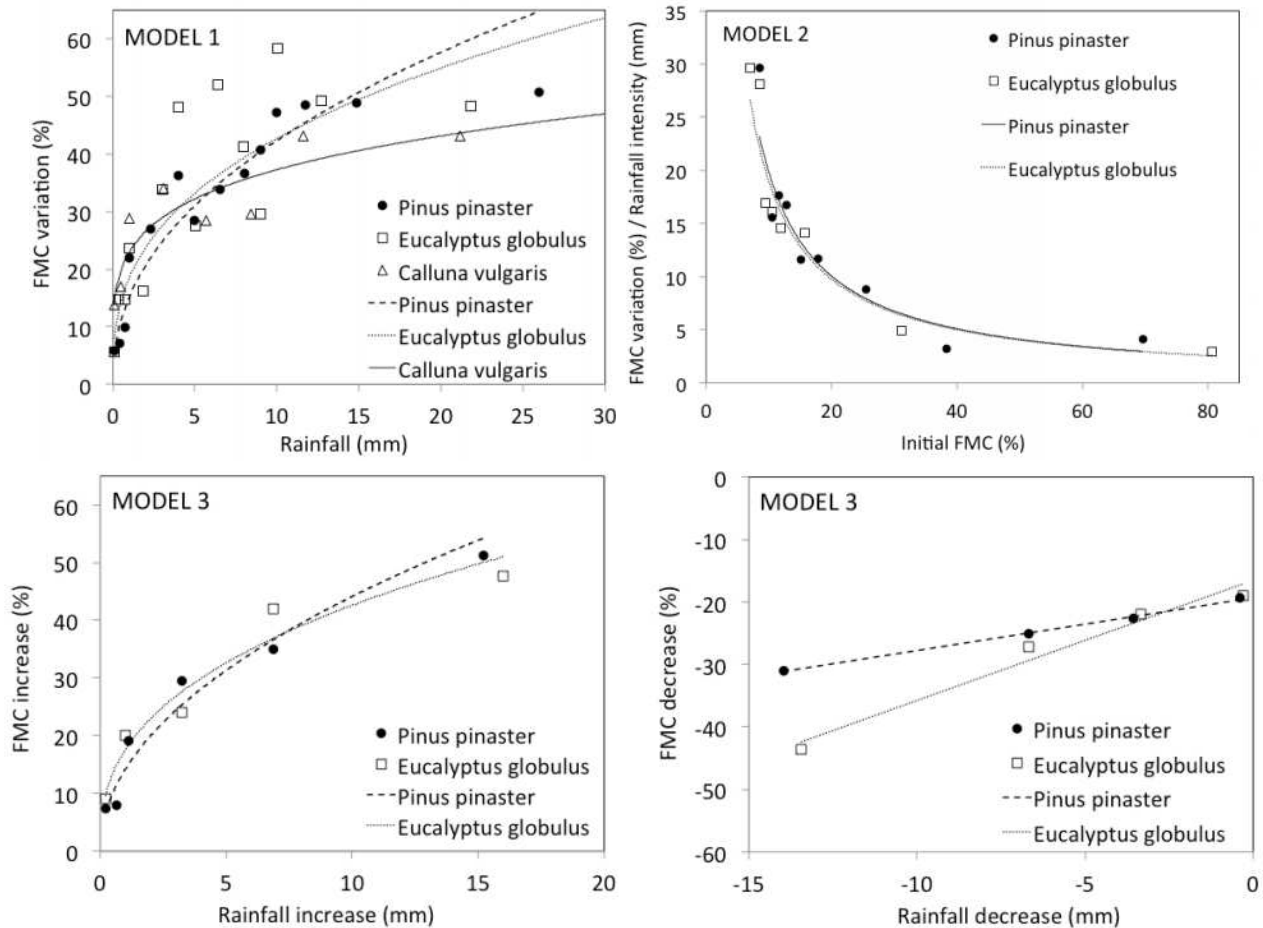 MODEL 1
FMC variation (%)
60
50
40
30
20
10
0
Pinus pinaster
Eucalyptus globulus
Calluna vulgaris
Pinus pinaster
Eucalyptus globulus
Calluna vulgaris
0 5 10 15 20 25 30
Rainfall (mm)
MODEL 2
FMC variation (%) / Rainfall intensity (mm)
35
30
25
20
15
10
5
0
Pinus pinaster
Eucalyptus globulus
Pinus pinaster
Eucalyptus globulus
0 20 40 60 80
Initial FMC (%)
MODEL 3
FMC increase (%)
60
50
40
30
20
10
0
Pinus pinaster
Eucalyptus globulus
Pinus pinaster
Eucalyptus globulus
0 5 10 15 20
Rainfall increase (mm)
MODEL 3
FMC decrease (%)
0
-10
-20
-30
-40
-50
-60
Pinus pinaster
Eucalyptus globulus
Pinus pinaster
Eucalyptus globulus
-15 -10 -5 0
Rainfall decrease (mm)